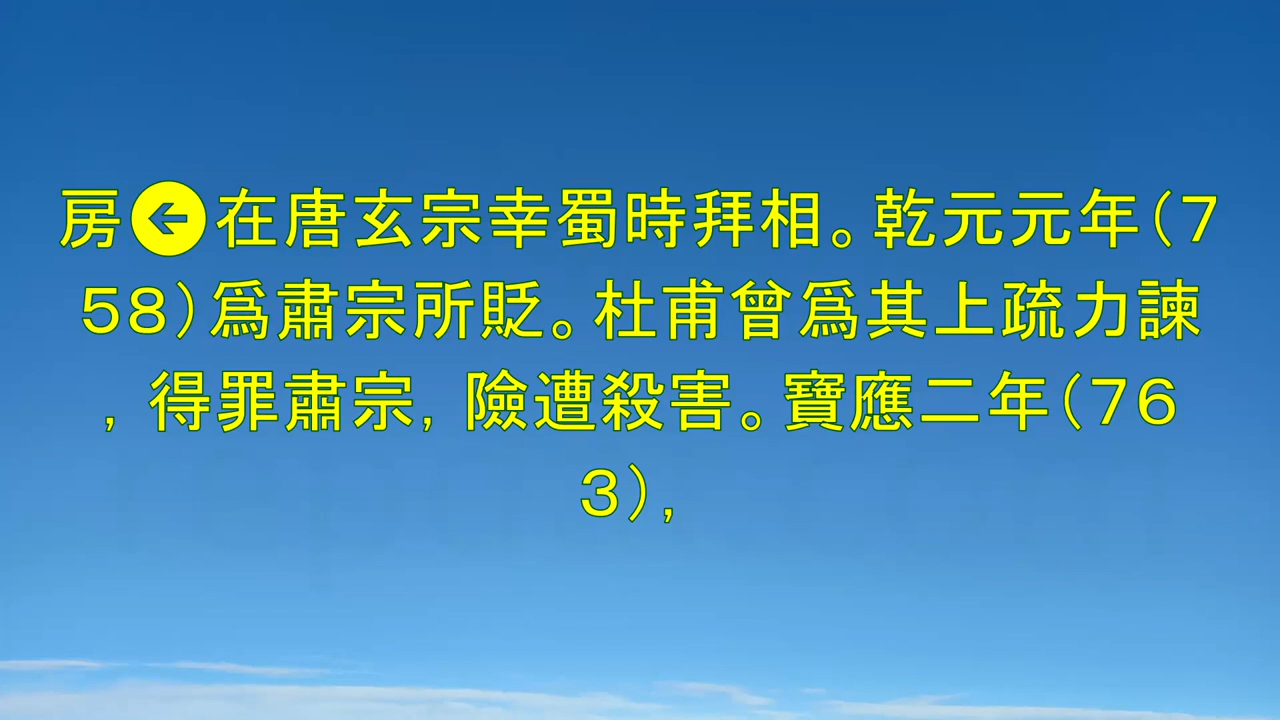 房⬅在唐玄宗幸蜀時拜相。乾元元年（7
58）爲肅宗所貶。杜甫曾爲其上疏力諫
，得罪肅宗，險遭殺害。寶應二年（76
3），